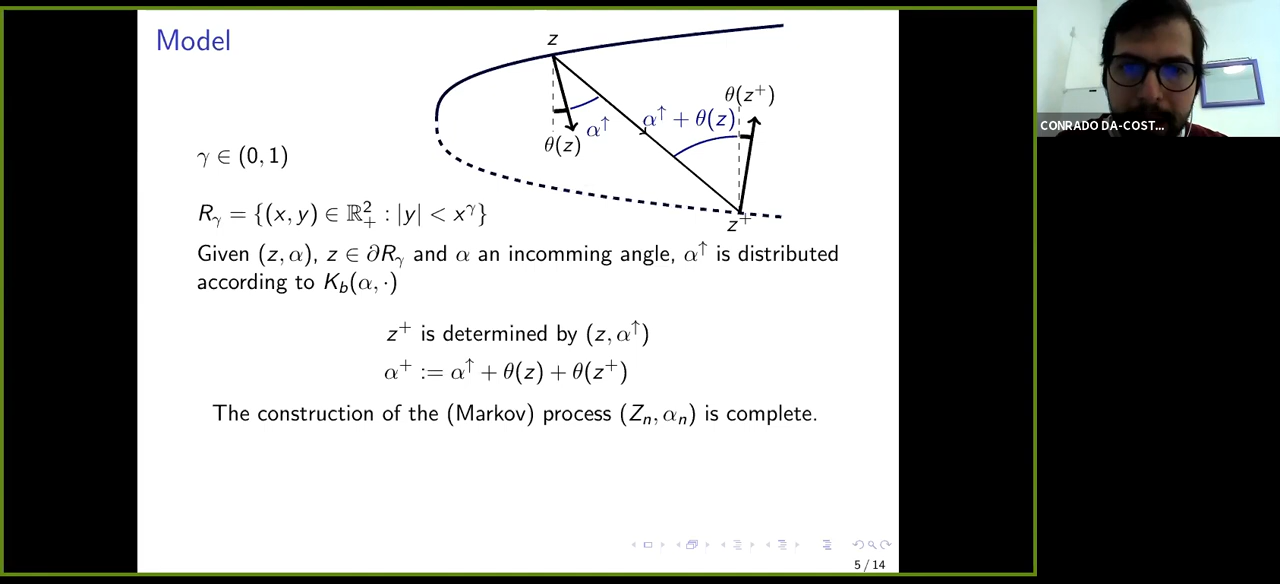 Model
z
θ(z⁺)
α↑ + θ(z)
α↑
θ(z)
z⁺
γ ∈ (0, 1)
R_γ = {(x, y) ∈ ℝ²₊ : |y| < x^γ}
Given (z, α), z ∈ ∂R_γ and α an incomming angle, α↑ is distributed
according to K_b(α, ·)
z⁺ is determined by (z, α↑)
α⁺ := α↑ + θ(z) + θ(z⁺)
The construction of the (Markov) process (Z_n, α_n) is complete.
5 / 14
CONRADO DA-COST...